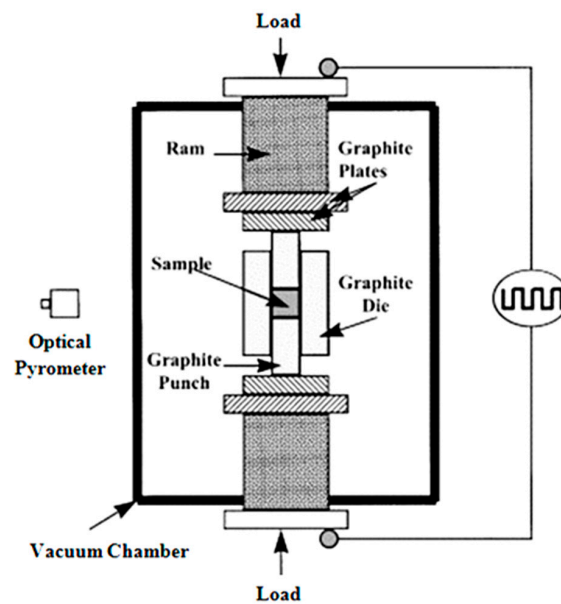 Load
Ram
Graphite
Plates
Sample
Graphite
Die
Optical
Pyrometer
Graphite
Punch
Vacuum Chamber
Load